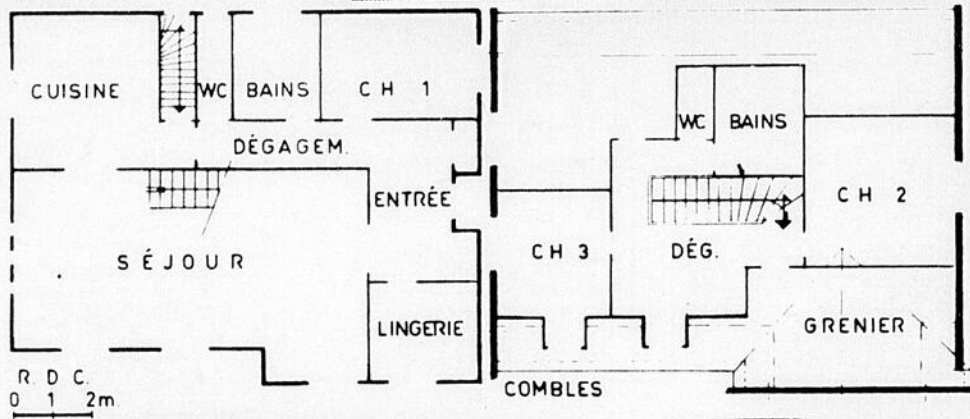 CUISINE
WC
BAINS
CH 1
DÉGAGEM.
ENTRÉE
SÉJOUR
LINGERIE
R. D C.
0 1 2m.
WC
BAINS
CH 2
CH 3
DÉG.
GRENIER
COMBLES